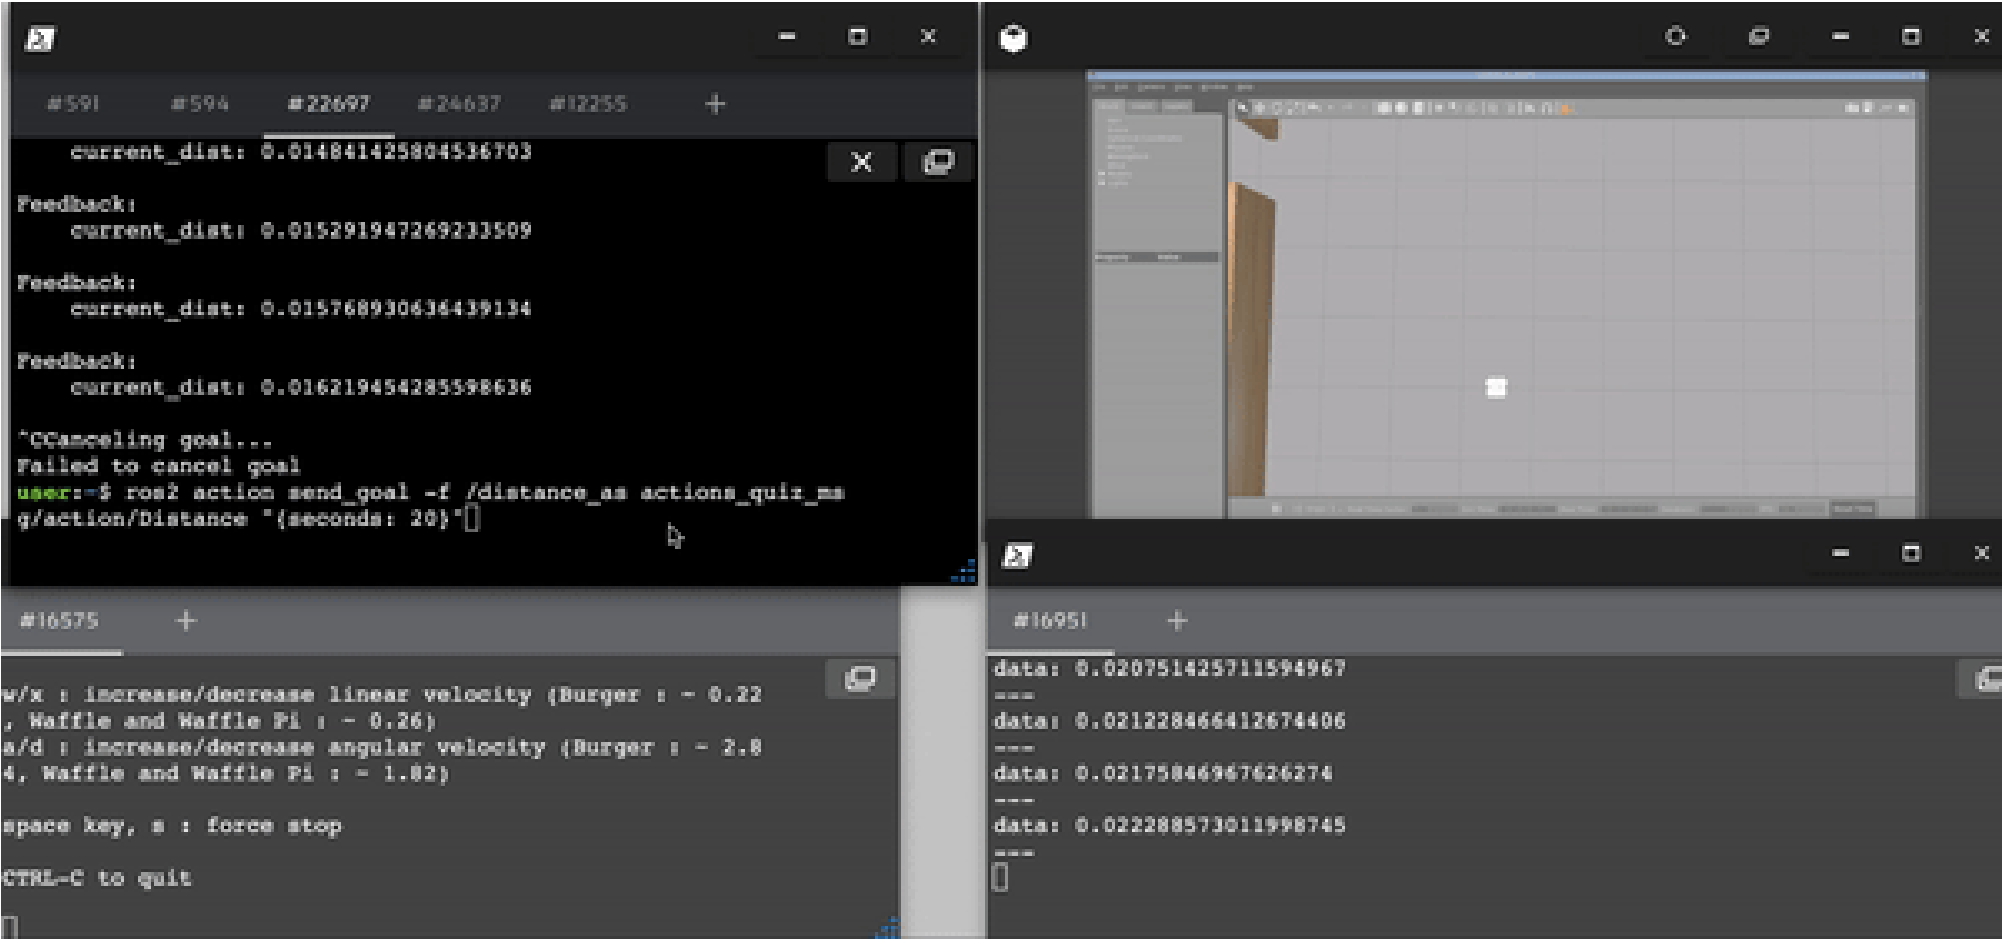 #591 #594 #22697 #24637 #12255 +
current_dist: 0.014841425804536703
Feedback:
current_dist: 0.015291947269233509
Feedback:
current_dist: 0.015768930636439134
Feedback:
current_dist: 0.016219454285598636
^CCanceling goal...
Failed to cancel goal
user:~$ ros2 action send_goal -f /distance_as actions_quiz_ms
g/action/Distance "{seconds: 20}"
#16575 +
w/x : increase/decrease linear velocity (Burger : ~ 0.22
, Waffle and Waffle Pi : ~ 0.26)
a/d : increase/decrease angular velocity (Burger : ~ 2.8
4, Waffle and Waffle Pi : ~ 1.82)
space key, s : force stop
CTRL-C to quit
#16951 +
data: 0.020751425711594967
---
data: 0.021228466412674406
---
data: 0.02175846967626274
---
data: 0.022288573011998745
---